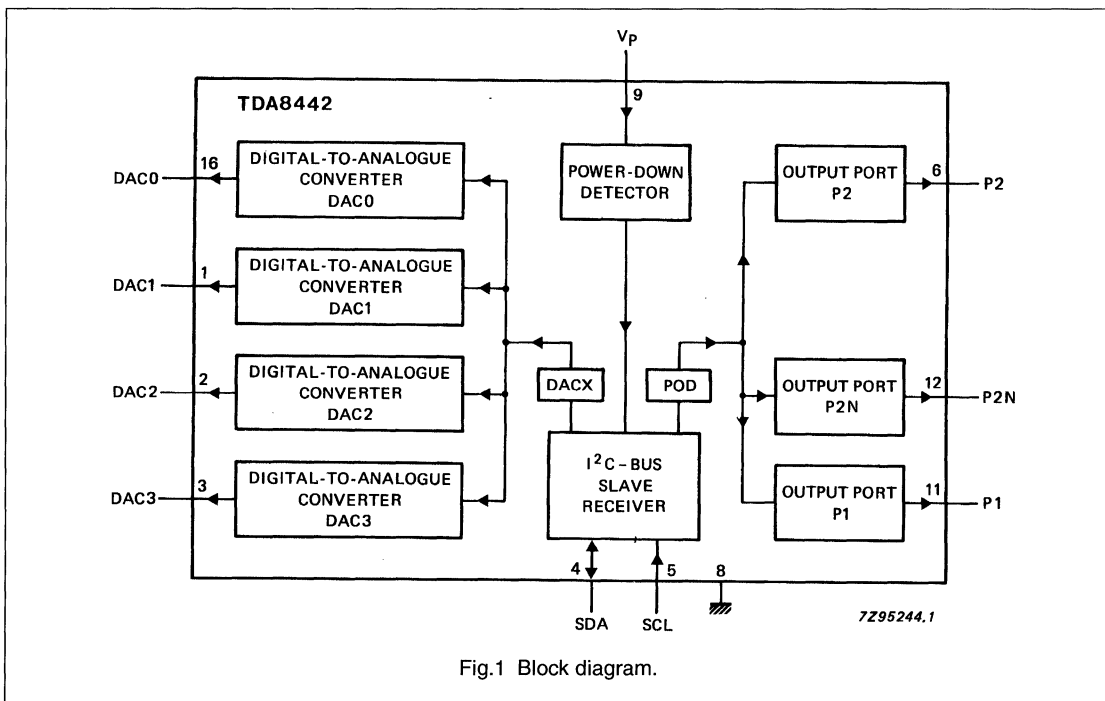 VP
9
TDA8442
DAC0
16
DIGITAL-TO-ANALOGUE
CONVERTER
DAC0
POWER-DOWN
DETECTOR
OUTPUT PORT
P2
6
P2
DAC1
1
DIGITAL-TO-ANALOGUE
CONVERTER
DAC1
DAC2
2
DIGITAL-TO-ANALOGUE
CONVERTER
DAC2
DACX
POD
OUTPUT PORT
P2N
12
P2N
DAC3
3
DIGITAL-TO-ANALOGUE
CONVERTER
DAC3
I²C-BUS
SLAVE
RECEIVER
OUTPUT PORT
P1
11
P1
4
5
8
SDA
SCL
7Z95244.1
Fig.1 Block diagram.